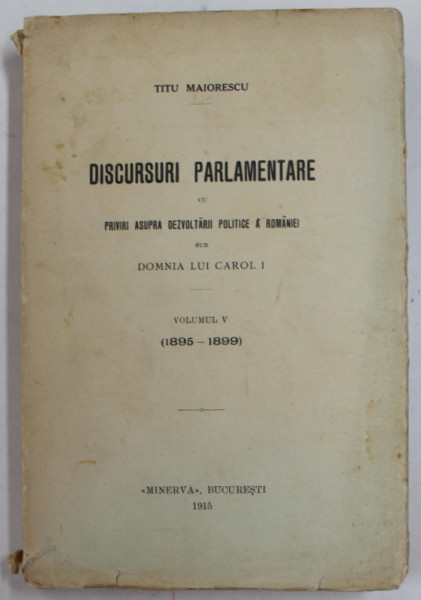 TITU MAIORESCU
DISCURSURI PARLAMENTARE
CU
PRIVIRI ASUPRA DEZVOLTĂRII POLITICE A ROMÂNIEI
SUB
DOMNIA LUI CAROL I
VOLUMUL V
(1895 – 1899)
«MINERVA», BUCUREŞTI
1915